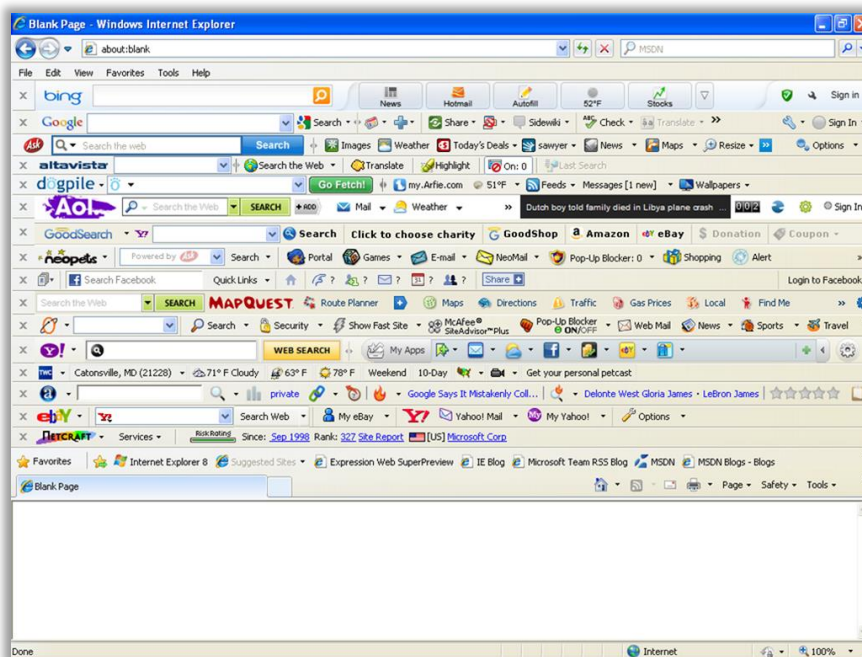 Blank Page - Windows Internet Explorer
about:blank MSDN
File Edit View Favorites Tools Help
bing News Hotmail Autofill 52°F Stocks Sign in
Google Search Share Sidewiki Check Translate Sign In
Ask Search the web Search Images Weather Today's Deals sawyer News Maps Resize Options
altavista Search the Web Translate Highlight On: 0 Last Search
dogpile Go Fetch! my.Arfie.com 51°F Feeds Messages [1 new] Wallpapers
AOL Search the Web SEARCH + ADD Mail Weather Dutch boy told family died in Libya plane crash ... 002 Sign In
GoodSearch Search Click to choose charity GoodShop Amazon eBay $ Donation Coupon
neopets Powered by Ask Search Portal Games E-mail NeoMail Pop-Up Blocker: 0 Shopping Alert
Search Facebook Quick Links ? ? ? ? ? Share Login to Facebook
Search the Web SEARCH MAPQUEST Route Planner Maps Directions Traffic Gas Prices Local Find Me
Search Security Show Fast Site McAfee® SiteAdvisor™Plus Pop-Up Blocker ON/OFF Web Mail News Sports Travel
Y! WEB SEARCH My Apps
TWC Catonsville, MD (21228) 71° F Cloudy 63° F 78° F Weekend 10-Day Get your personal petcast
a private Google Says It Mistakenly Coll... Delonte West Gloria James LeBron James
ebY Y! Search Web My eBay Y! Yahoo! Mail My Yahoo! Options
NETCRAFT Services Risk Rating Since: Sep 1998 Rank: 327 Site Report [US] Microsoft Corp
Favorites Internet Explorer 8 Suggested Sites Expression Web SuperPreview IE Blog Microsoft Team RSS Blog MSDN MSDN Blogs - Blogs
Blank Page Page Safety Tools
Done Internet 100%